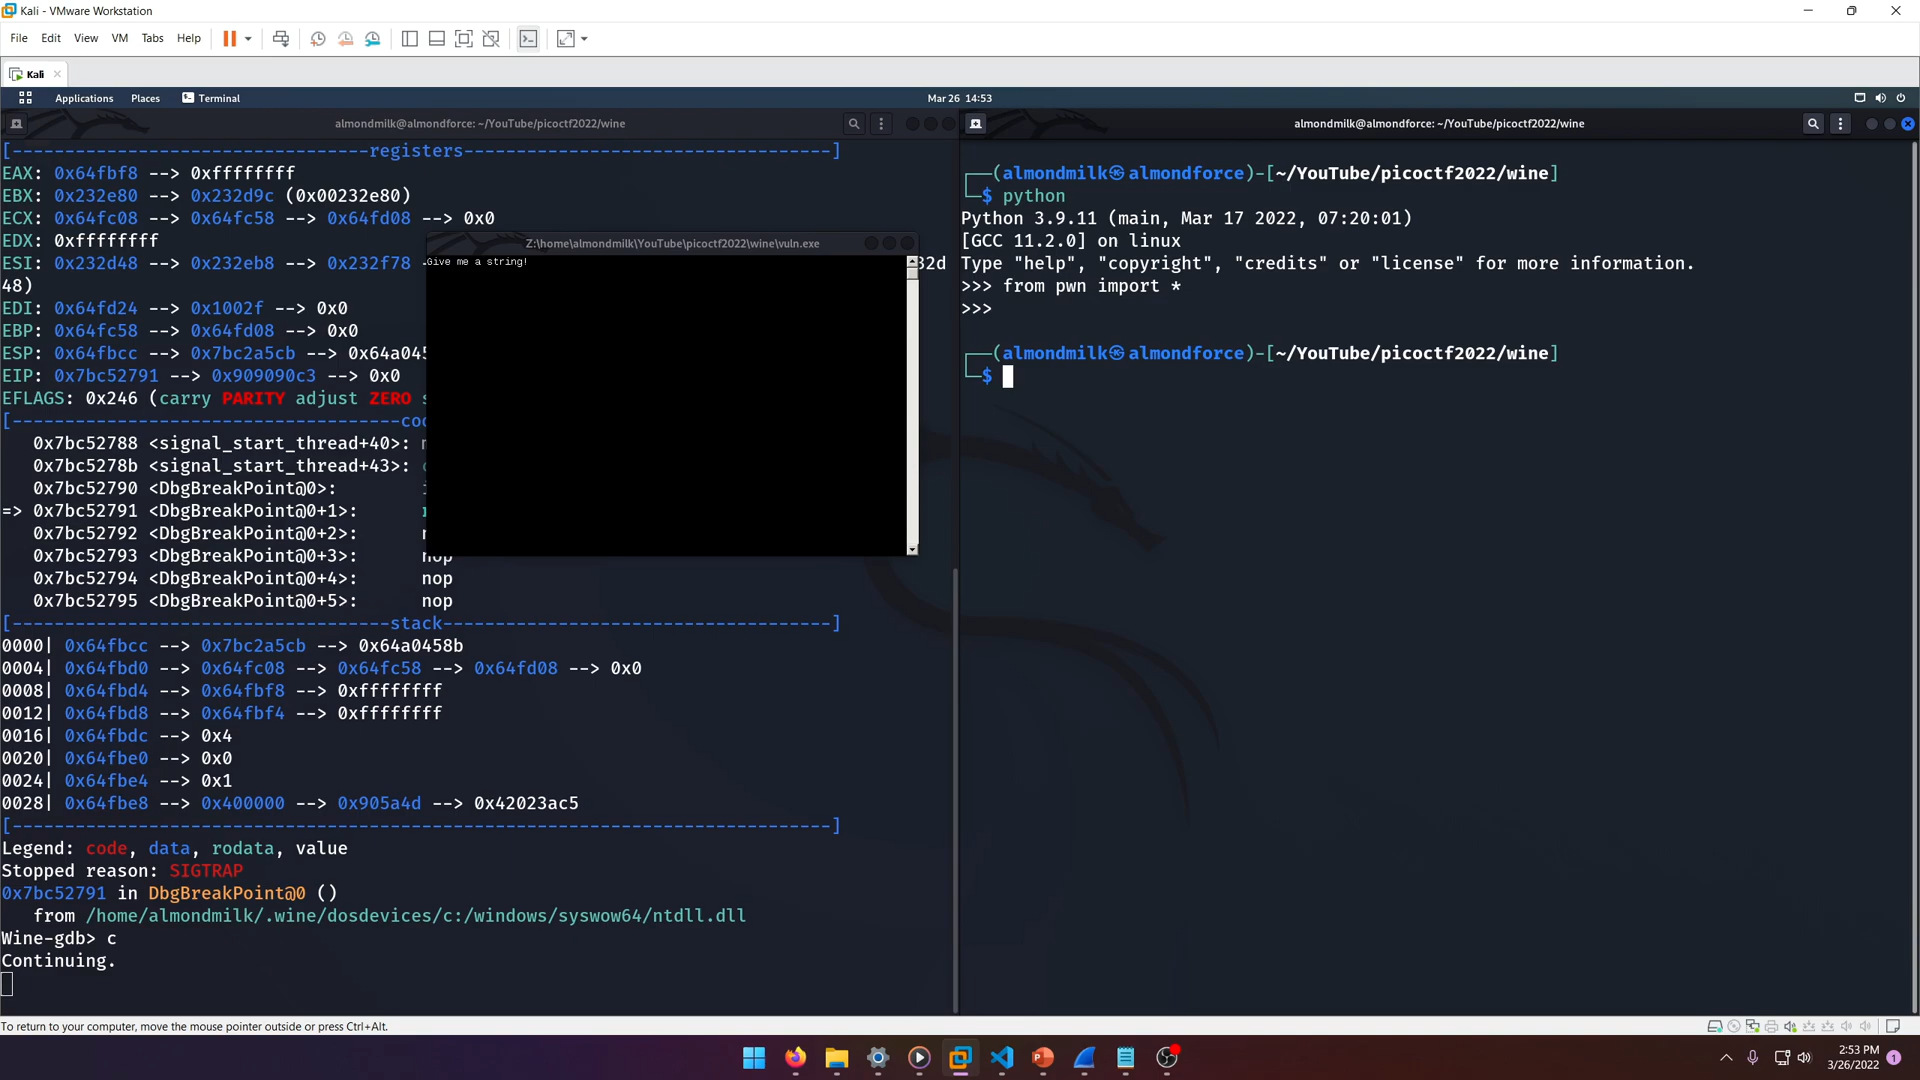 Kali - VMware Workstation
File Edit View VM Tabs Help
Kali
Applications Places Terminal Mar 26 14:53
almondmilk@almondforce: ~/YouTube/picoctf2022/wine
[-----------------------------------registers-----------------------------------]
EAX: 0x64fbf8 --> 0xffffffff
EBX: 0x232e80 --> 0x232d9c (0x00232e80)
ECX: 0x64fc08 --> 0x64fc58 --> 0x64fd08 --> 0x0
EDX: 0xffffffff
ESI: 0x232d48 --> 0x232eb8 --> 0x232f78 - 32d
48)
EDI: 0x64fd24 --> 0x1002f --> 0x0
EBP: 0x64fc58 --> 0x64fd08 --> 0x0
ESP: 0x64fbcc --> 0x7bc2a5cb --> 0x64a045
EIP: 0x7bc52791 --> 0x909090c3 --> 0x0
EFLAGS: 0x246 (carry PARITY adjust ZERO s
[--------------------------------------co
0x7bc52788 <signal_start_thread+40>:
0x7bc5278b <signal_start_thread+43>:
0x7bc52790 <DbgBreakPoint@0>:
=> 0x7bc52791 <DbgBreakPoint@0+1>:
0x7bc52792 <DbgBreakPoint@0+2>:
0x7bc52793 <DbgBreakPoint@0+3>: nop
0x7bc52794 <DbgBreakPoint@0+4>: nop
0x7bc52795 <DbgBreakPoint@0+5>: nop
[-------------------------------------stack-------------------------------------]
0000| 0x64fbcc --> 0x7bc2a5cb --> 0x64a0458b
0004| 0x64fbd0 --> 0x64fc08 --> 0x64fc58 --> 0x64fd08 --> 0x0
0008| 0x64fbd4 --> 0x64fbf8 --> 0xffffffff
0012| 0x64fbd8 --> 0x64fbf4 --> 0xffffffff
0016| 0x64fbdc --> 0x4
0020| 0x64fbe0 --> 0x0
0024| 0x64fbe4 --> 0x1
0028| 0x64fbe8 --> 0x400000 --> 0x905a4d --> 0x42023ac5
[-------------------------------------------------------------------------------]
Legend: code, data, rodata, value
Stopped reason: SIGTRAP
0x7bc52791 in DbgBreakPoint@0 ()
from /home/almondmilk/.wine/dosdevices/c:/windows/syswow64/ntdll.dll
Wine-gdb> c
Continuing.
Z:\home\almondmilk\YouTube\picoctf2022\wine\vuln.exe
Give me a string!
almondmilk@almondforce: ~/YouTube/picoctf2022/wine
(almondmilk㉿almondforce)-[~/YouTube/picoctf2022/wine]
$ python
Python 3.9.11 (main, Mar 17 2022, 07:20:01)
[GCC 11.2.0] on linux
Type "help", "copyright", "credits" or "license" for more information.
>>> from pwn import *
>>>
(almondmilk㉿almondforce)-[~/YouTube/picoctf2022/wine]
$
To return to your computer, move the mouse pointer outside or press Ctrl+Alt.
2:53 PM
3/26/2022
1